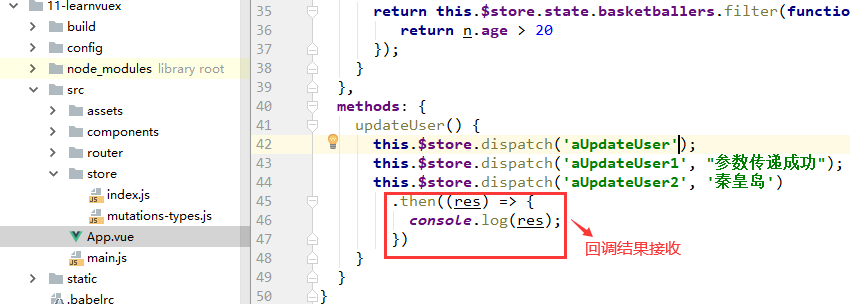 11-learnvuex
build
config
node_modules library root
src
assets
components
router
store
index.js
mutations-types.js
App.vue
main.js
static
.babelrc
35 return this.$store.state.basketballers.filter(functio
36 return n.age > 20
37 });
38 }
39 },
40 methods: {
41 updateUser() {
42 this.$store.dispatch('aUpdateUser');
43 this.$store.dispatch('aUpdateUser1', "参数传递成功");
44 this.$store.dispatch('aUpdateUser2', '秦皇岛')
45 .then((res) => {
46 console.log(res);
47 })
回调结果接收
48 }
49 }
50 }